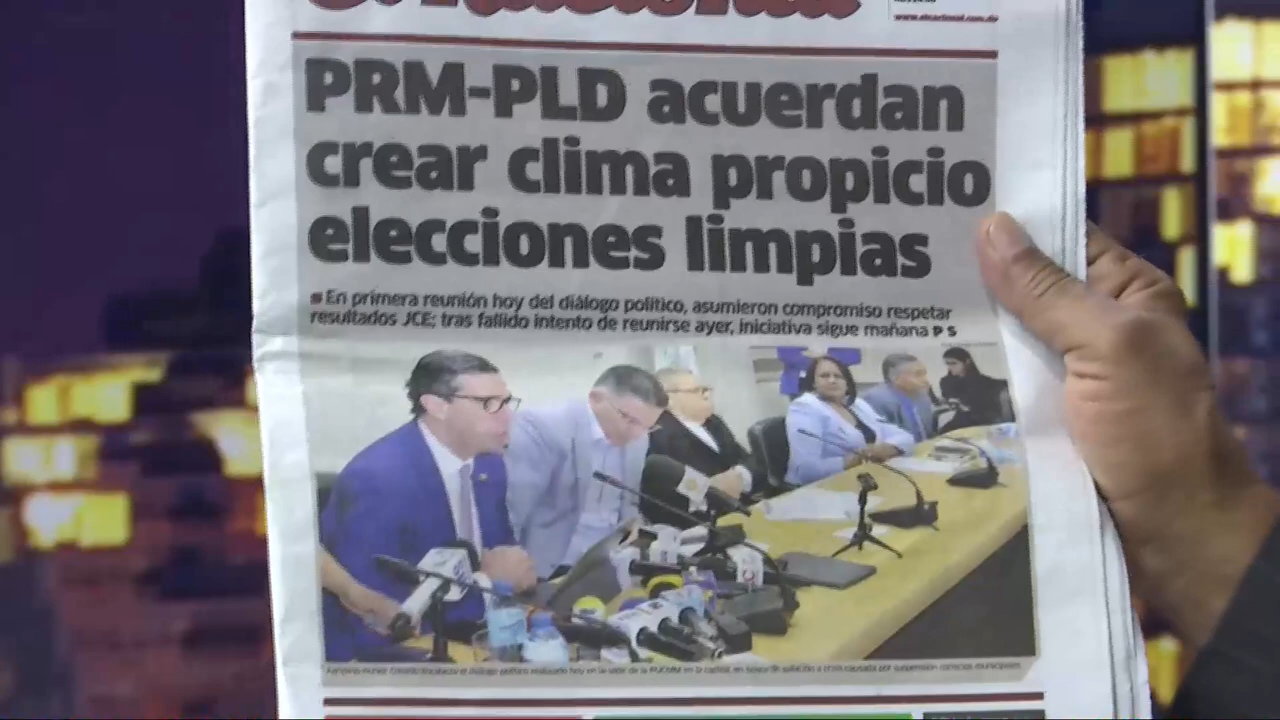 www.elnacional.com.do
PRM-PLD acuerdan
crear clima propicio
elecciones limpias
En primera reunión hoy del diálogo político, asumieron compromiso respetar
resultados JCE; tras fallido intento de reunirse ayer, iniciativa sigue mañana P 5